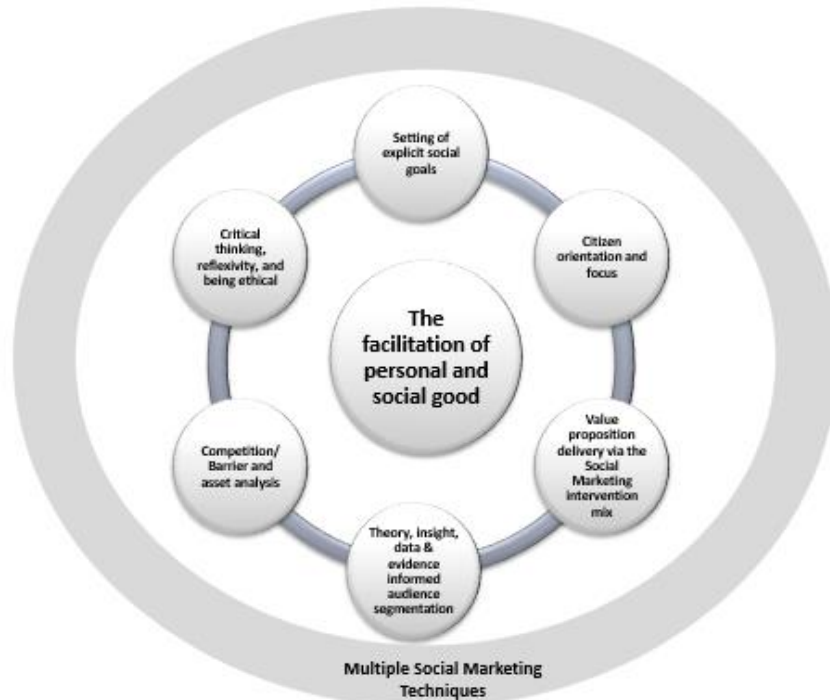 Setting of
explicit social
goals
Citizen
orientation and
focus
Value
proposition
delivery via the
Social
Marketing
intervention
mix
Theory, insight,
data &
evidence
informed
audience
segmentation
Competition/
Barrier and
asset analysis
Critical
thinking,
reflexivity, and
being ethical
The
facilitation of
personal and
social good
Multiple Social Marketing
Techniques